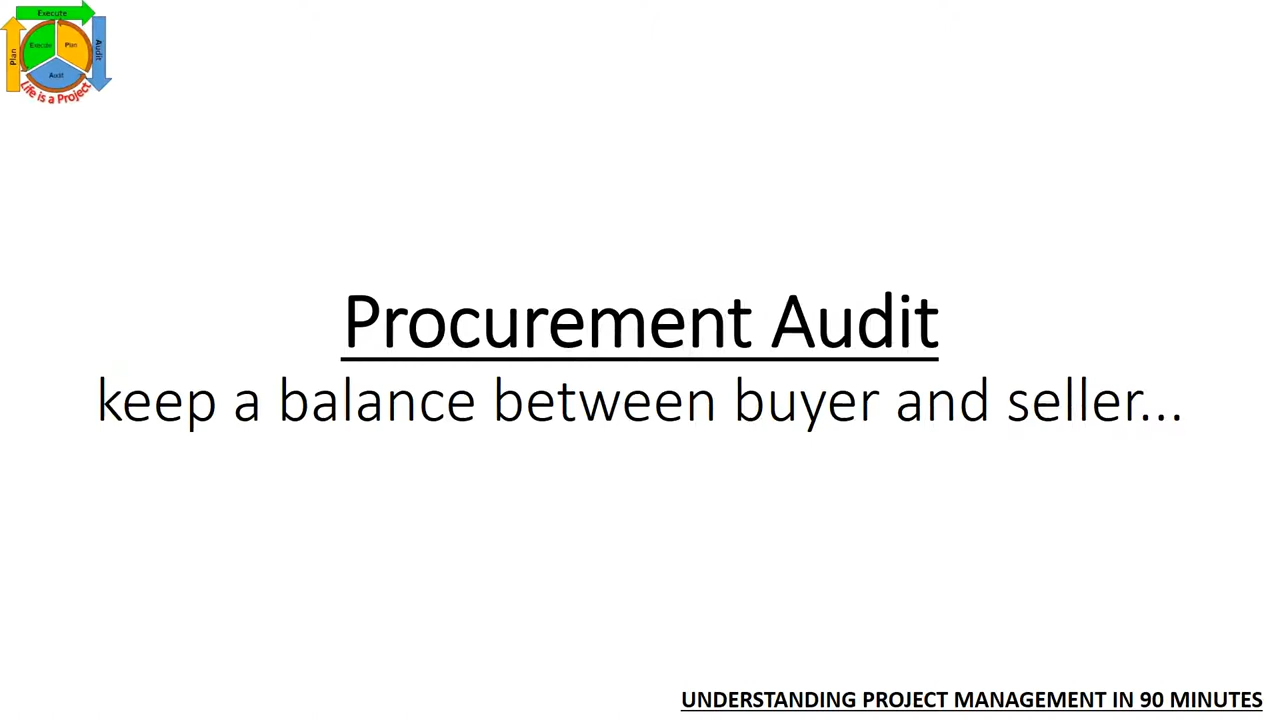 Execute
Plan
Execute
Plan
Audit
Audit
Life is a Project
Procurement Audit
keep a balance between buyer and seller...
UNDERSTANDING PROJECT MANAGEMENT IN 90 MINUTES